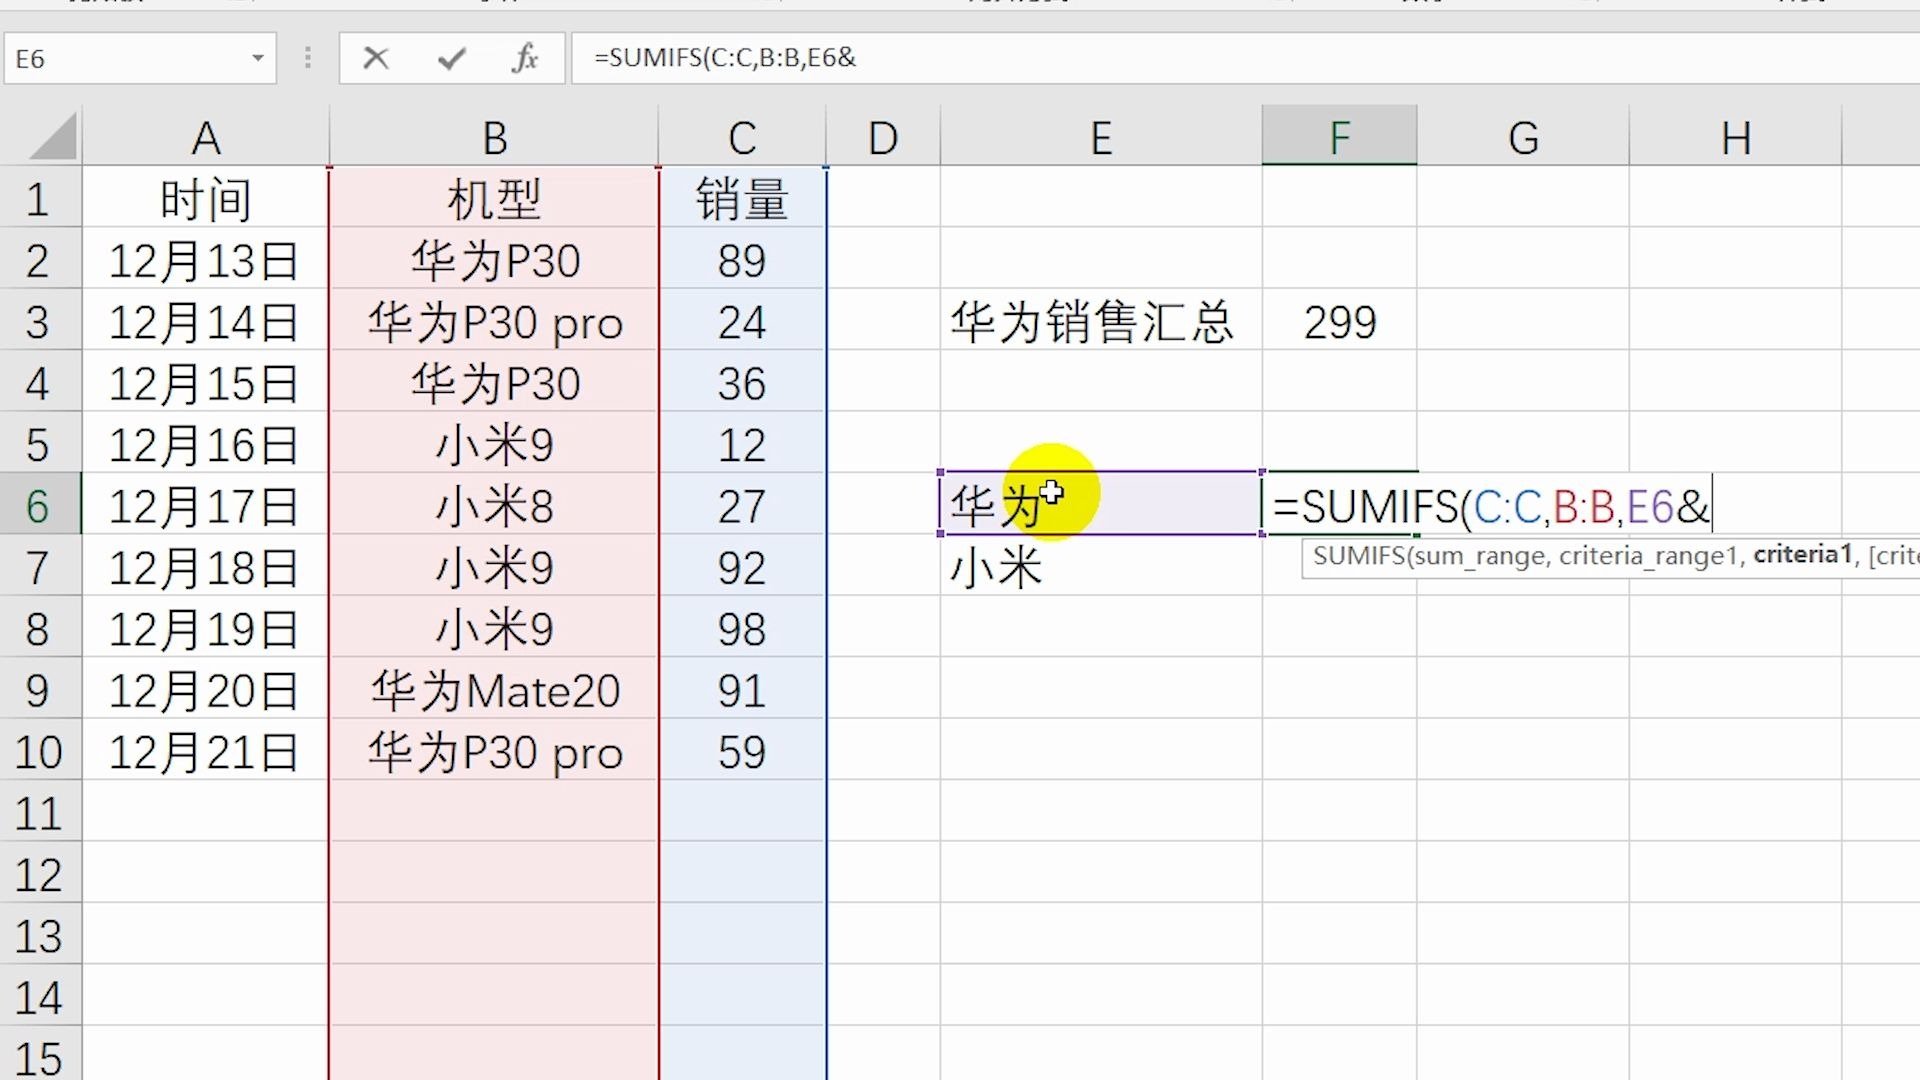 E6 fx =SUMIFS(C:C,B:B,E6&
A B C D E F G H
1 时间 机型 销量
2 12月13日 华为P30 89
3 12月14日 华为P30 pro 24 华为销售汇总 299
4 12月15日 华为P30 36
5 12月16日 小米9 12
6 12月17日 小米8 27 华为 =SUMIFS(C:C,B:B,E6&
SUMIFS(sum_range, criteria_range1, criteria1, [crite
7 12月18日 小米9 92 小米
8 12月19日 小米9 98
9 12月20日 华为Mate20 91
10 12月21日 华为P30 pro 59
11
12
13
14
15